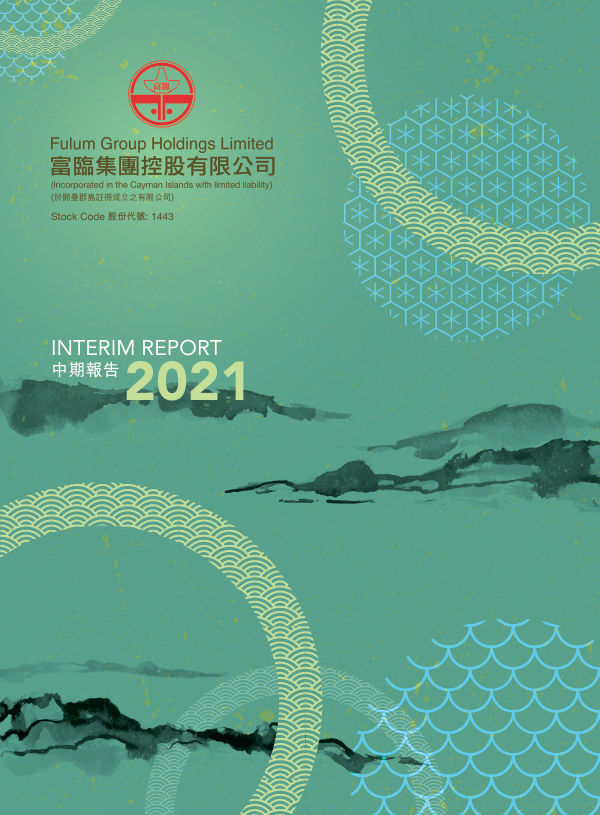 富臨
Fulum Group Holdings Limited
富臨集團控股有限公司
(Incorporated in the Cayman Islands with limited liability)
(於開曼群島註冊成立之有限公司)
Stock Code 股份代號: 1443
INTERIM REPORT
中期報告 2021